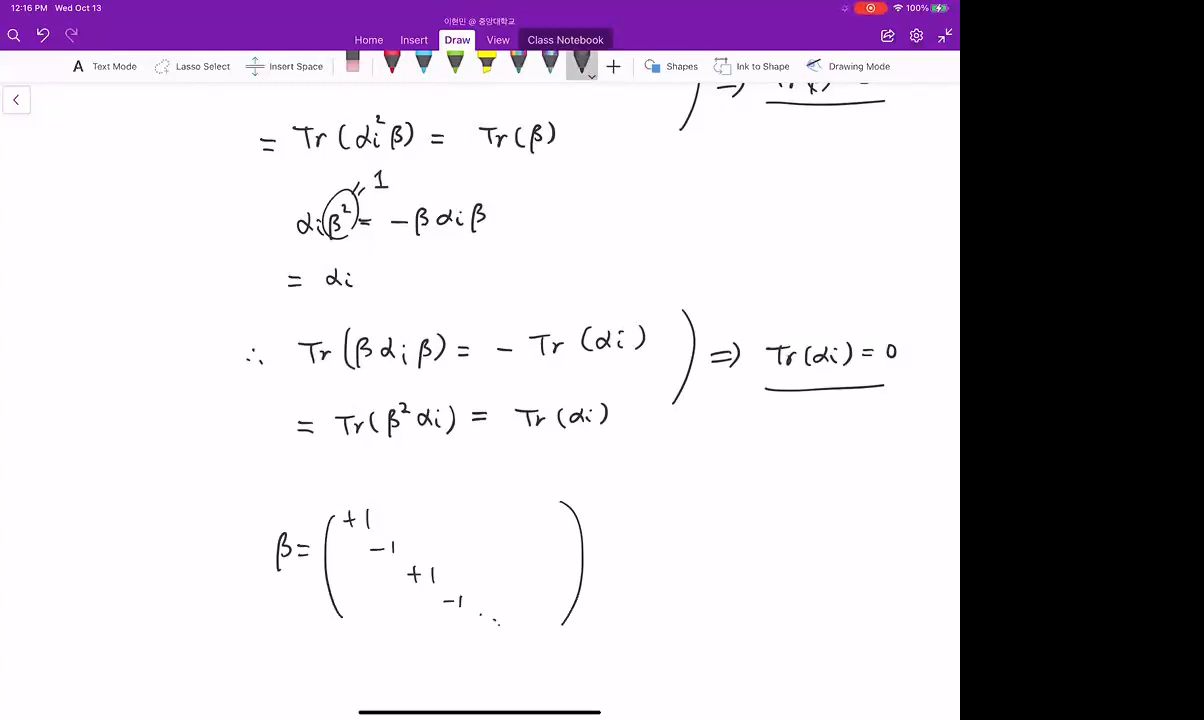 12:16 PM Wed Oct 13
100%
이현민 @ 중앙대학교
Home Insert Draw View Class Notebook
A Text Mode Lasso Select Insert Space Shapes Ink to Shape Drawing Mode
= Tr(αi²β) = Tr(β)
1
αiβ² = -βαiβ
= αi
∴ Tr(βαiβ) = - Tr(αi) ) ⇒ Tr(αi) = 0
= Tr(β²αi) = Tr(αi)
β = ( +1
-1
+1
-1 ⋱ )